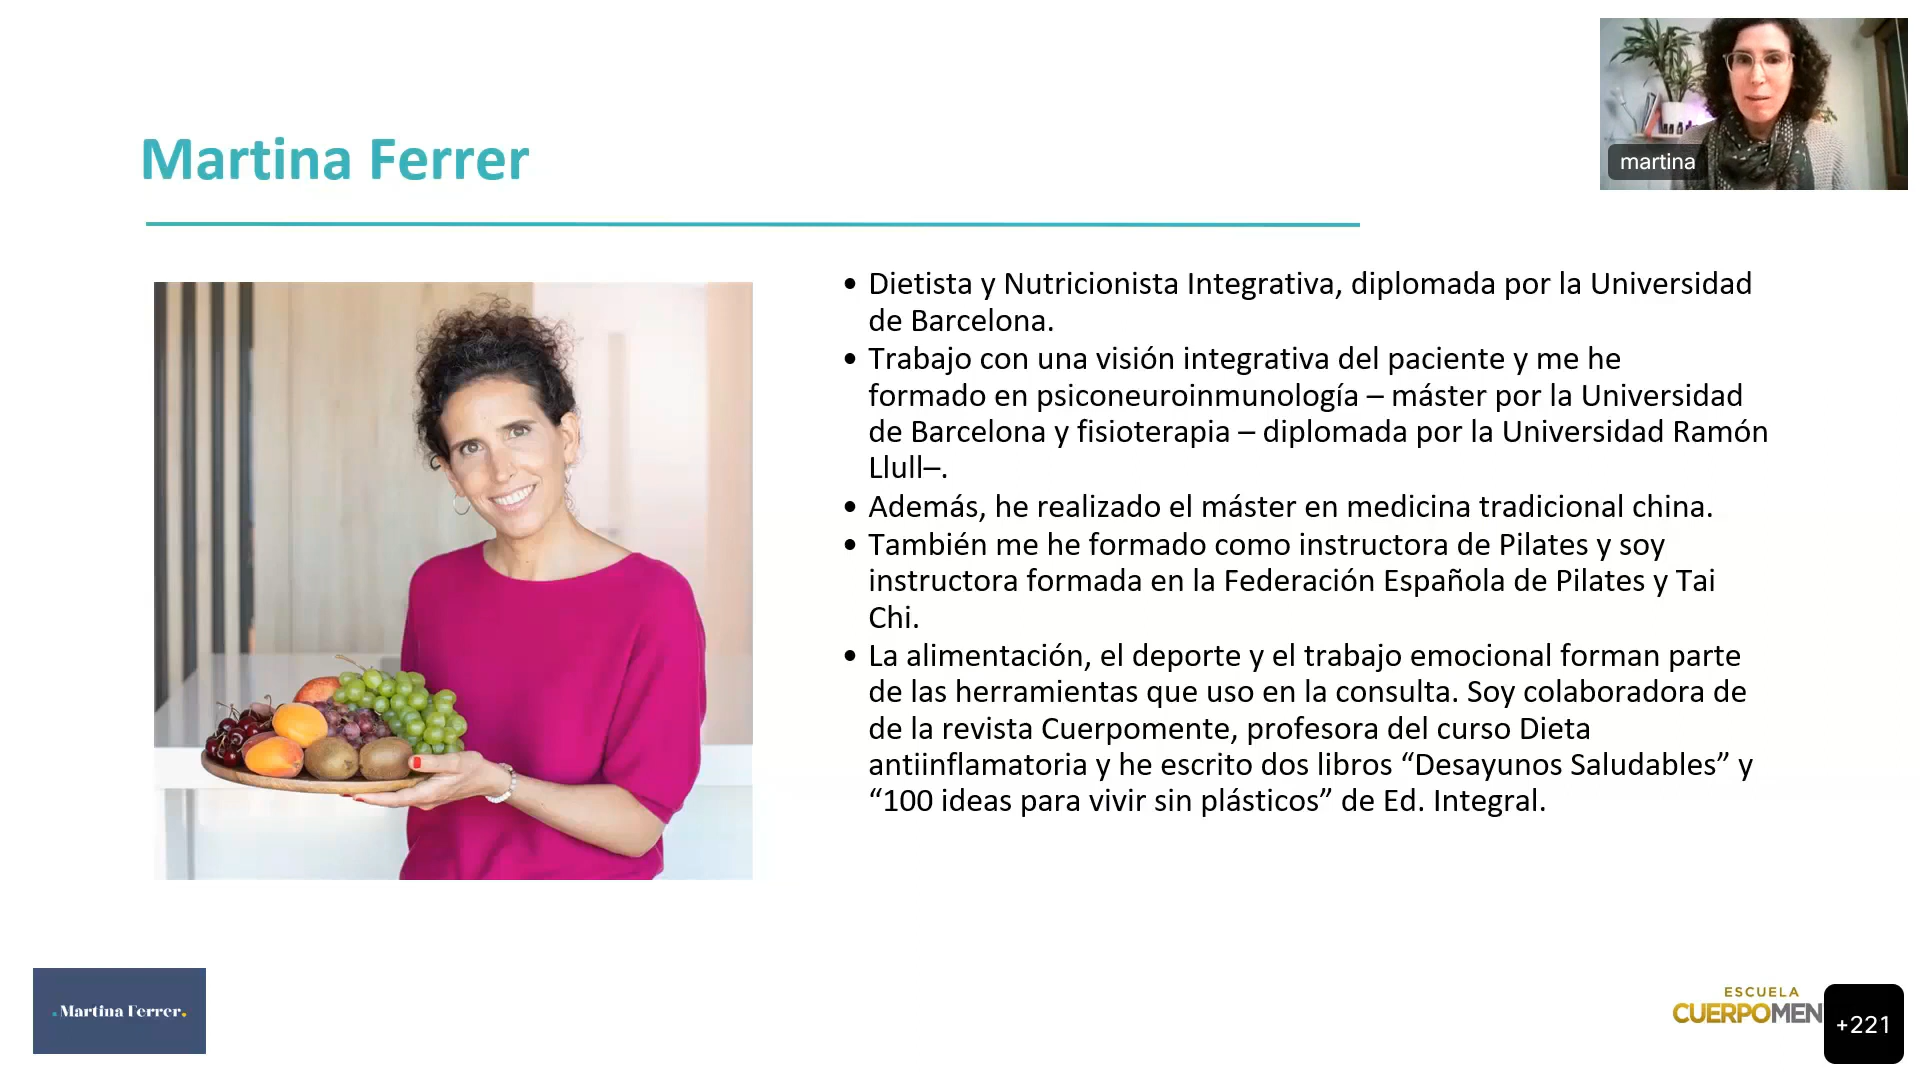 martina
Martina Ferrer
• Dietista y Nutricionista Integrativa, diplomada por la Universidad
de Barcelona.
• Trabajo con una visión integrativa del paciente y me he
formado en psiconeuroinmunología – máster por la Universidad
de Barcelona y fisioterapia – diplomada por la Universidad Ramón
Llull–.
• Además, he realizado el máster en medicina tradicional china.
• También me he formado como instructora de Pilates y soy
instructora formada en la Federación Española de Pilates y Tai
Chi.
• La alimentación, el deporte y el trabajo emocional forman parte
de las herramientas que uso en la consulta. Soy colaboradora de
de la revista Cuerpomente, profesora del curso Dieta
antiinflamatoria y he escrito dos libros “Desayunos Saludables” y
“100 ideas para vivir sin plásticos” de Ed. Integral.
.Martina Ferrer.
ESCUELA
CUERPOMEN
+221